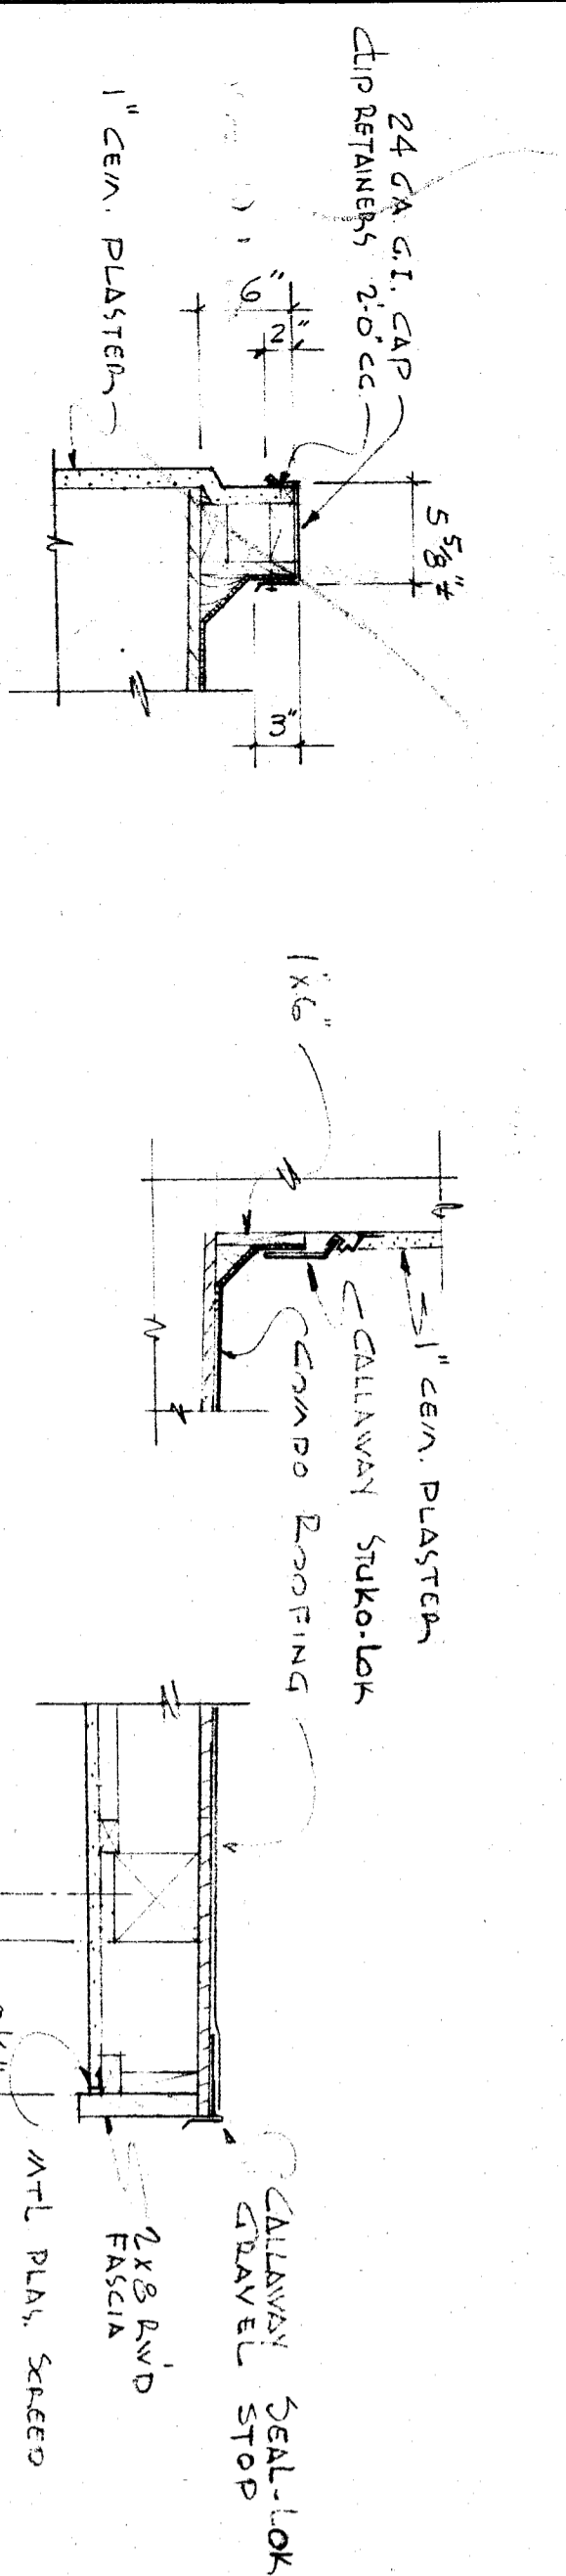 24 GA. G.I. CAP
CLIP RETAINERS 2'-0" CC.
6"
2"
5 5/8" ±
1" CEM. PLASTER
3"
1" CEM. PLASTER
CALLAWAY STUKO-LOK
1x6"
COMPO ROOFING
CALLAWAY SEAL-LOK
GRAVEL STOP
2x8 RW'D
FASCIA
MTL PLAS. SCREED